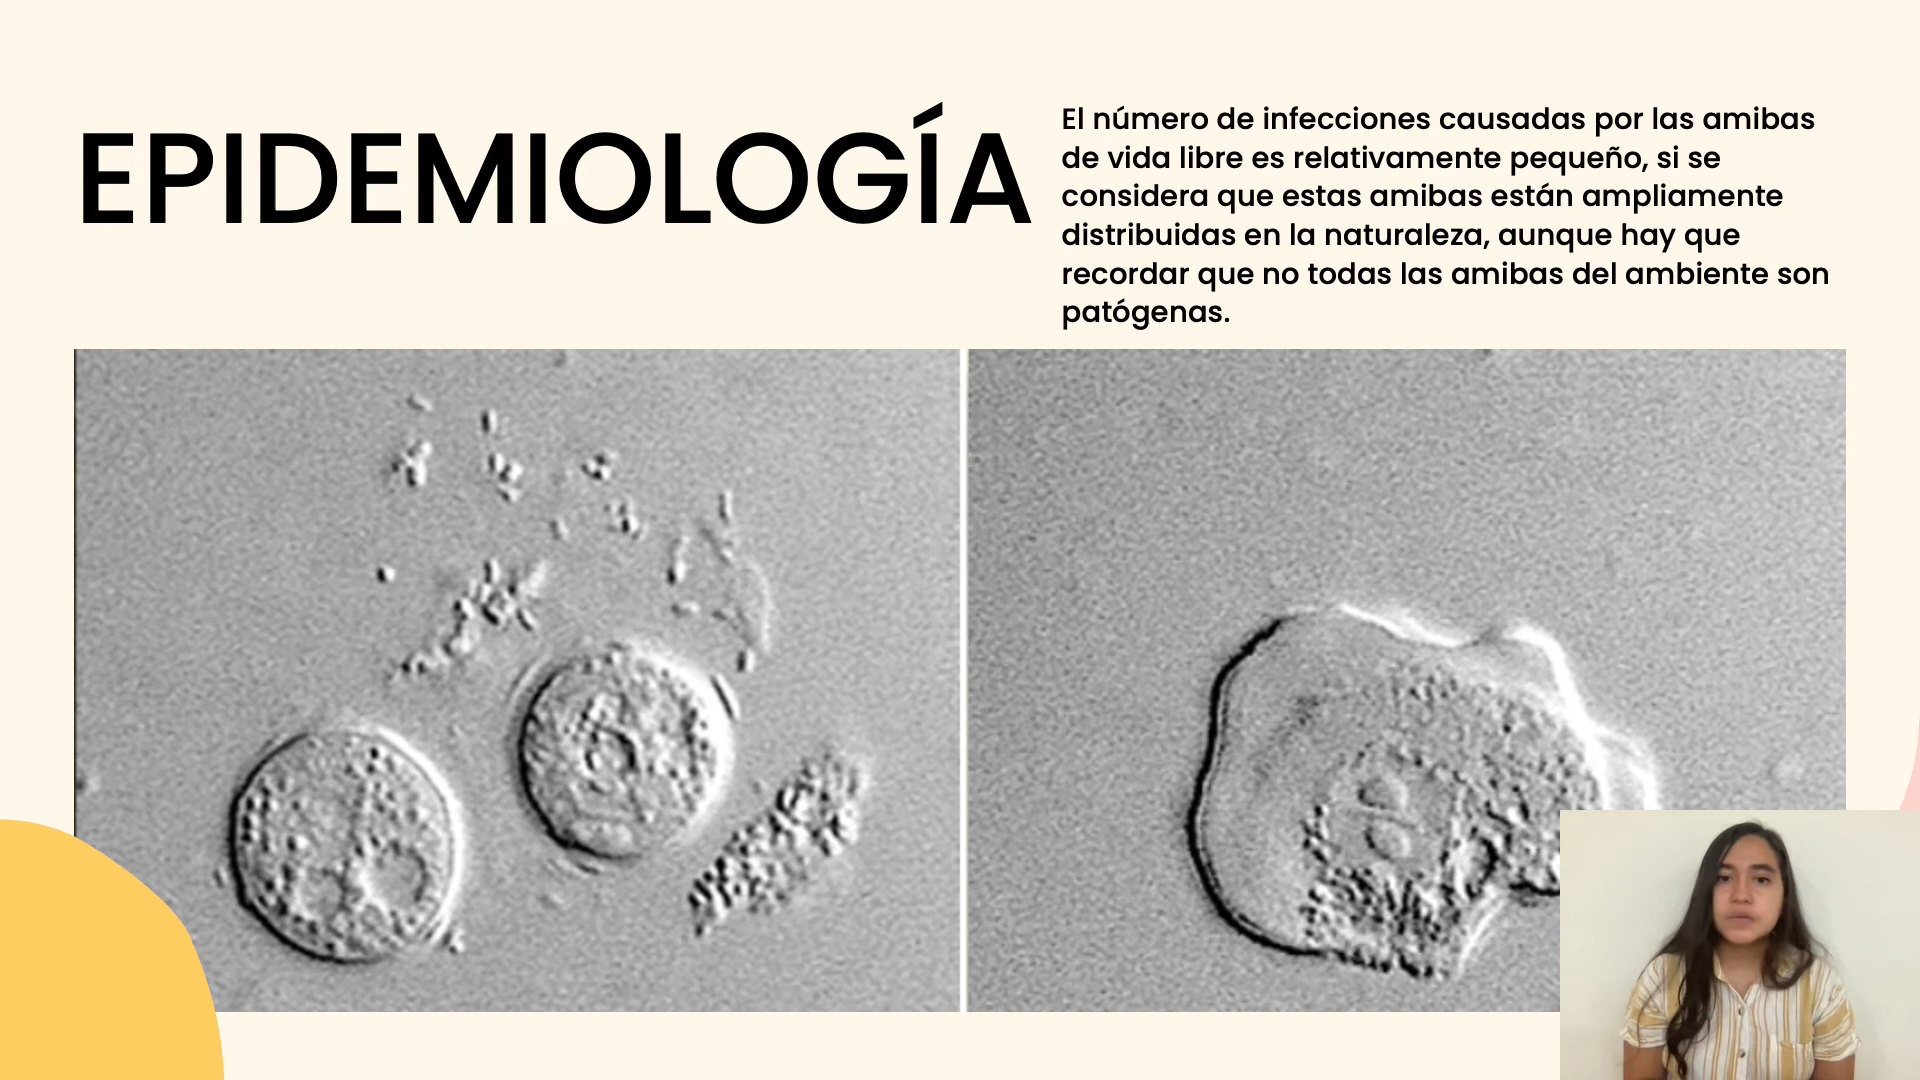 EPIDEMIOLOGÍA
El número de infecciones causadas por las amibas
de vida libre es relativamente pequeño, si se
considera que estas amibas están ampliamente
distribuidas en la naturaleza, aunque hay que
recordar que no todas las amibas del ambiente son
patógenas.